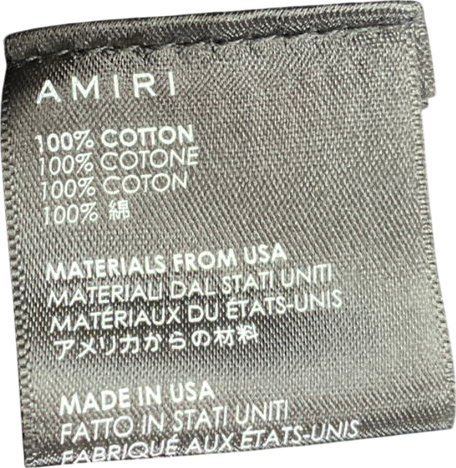 AMIRI
100% COTTON
100% COTONE
100% COTON
100% 綿
MATERIALS FROM USA
MATERIALI DAL STATI UNITI
MATÉRIAUX DU ÉTATS-UNIS
アメリカからの材料
MADE IN USA
FATTO IN STATI UNITI
FABRIQUÉ AUX ÉTATS-UNIS